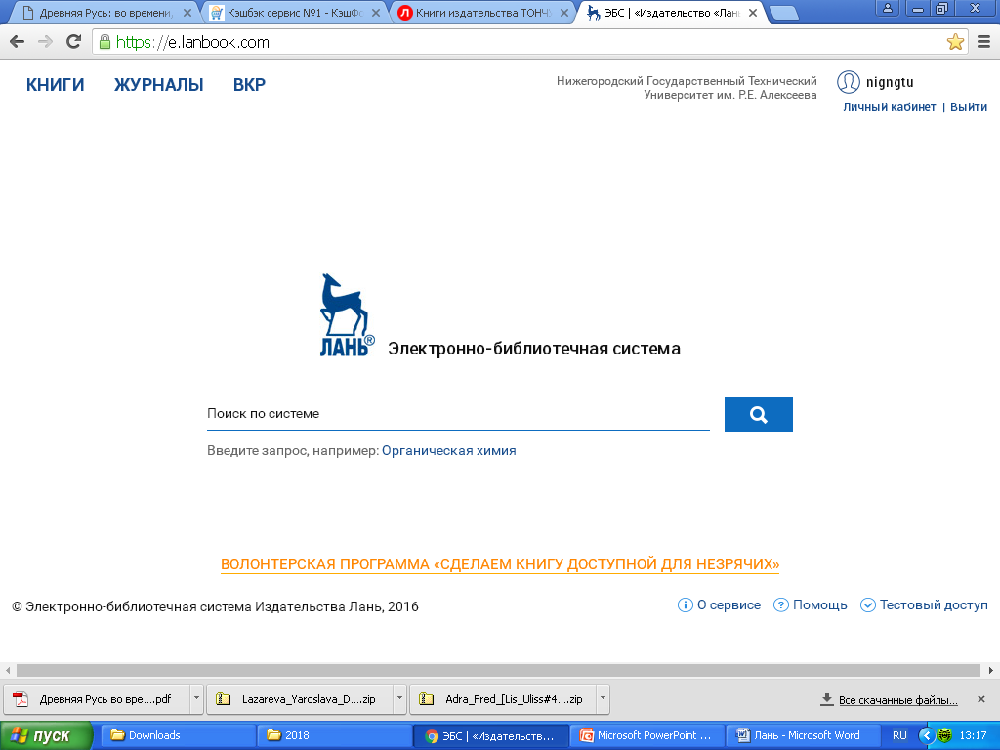 Древняя Русь: во времени,
Кэшбэк сервис №1 - КэшФо
Книги издательства ТОНЧУ
ЭБС | «Издательство «Лань
https://e.lanbook.com
КНИГИ ЖУРНАЛЫ ВКР
Нижегородский Государственный Технический
Университет им. Р.Е. Алексеева
nigngtu
Личный кабинет | Выйти
ЛАНЬ®
Электронно-библиотечная система
Поиск по системе
Введите запрос, например: Органическая химия
ВОЛОНТЕРСКАЯ ПРОГРАММА «СДЕЛАЕМ КНИГУ ДОСТУПНОЙ ДЛЯ НЕЗРЯЧИХ»
© Электронно-библиотечная система Издательства Лань, 2016
О сервисе Помощь Тестовый доступ
Древняя Русь во вре....pdf
Lazareva_Yaroslava_D....zip
Adra_Fred_[Lis_Uliss#4...zip
Все скачанные файлы...
пуск
Downloads
2018
ЭБС | «Издательств...
Microsoft PowerPoint ...
Лань - Microsoft Word
RU
13:17